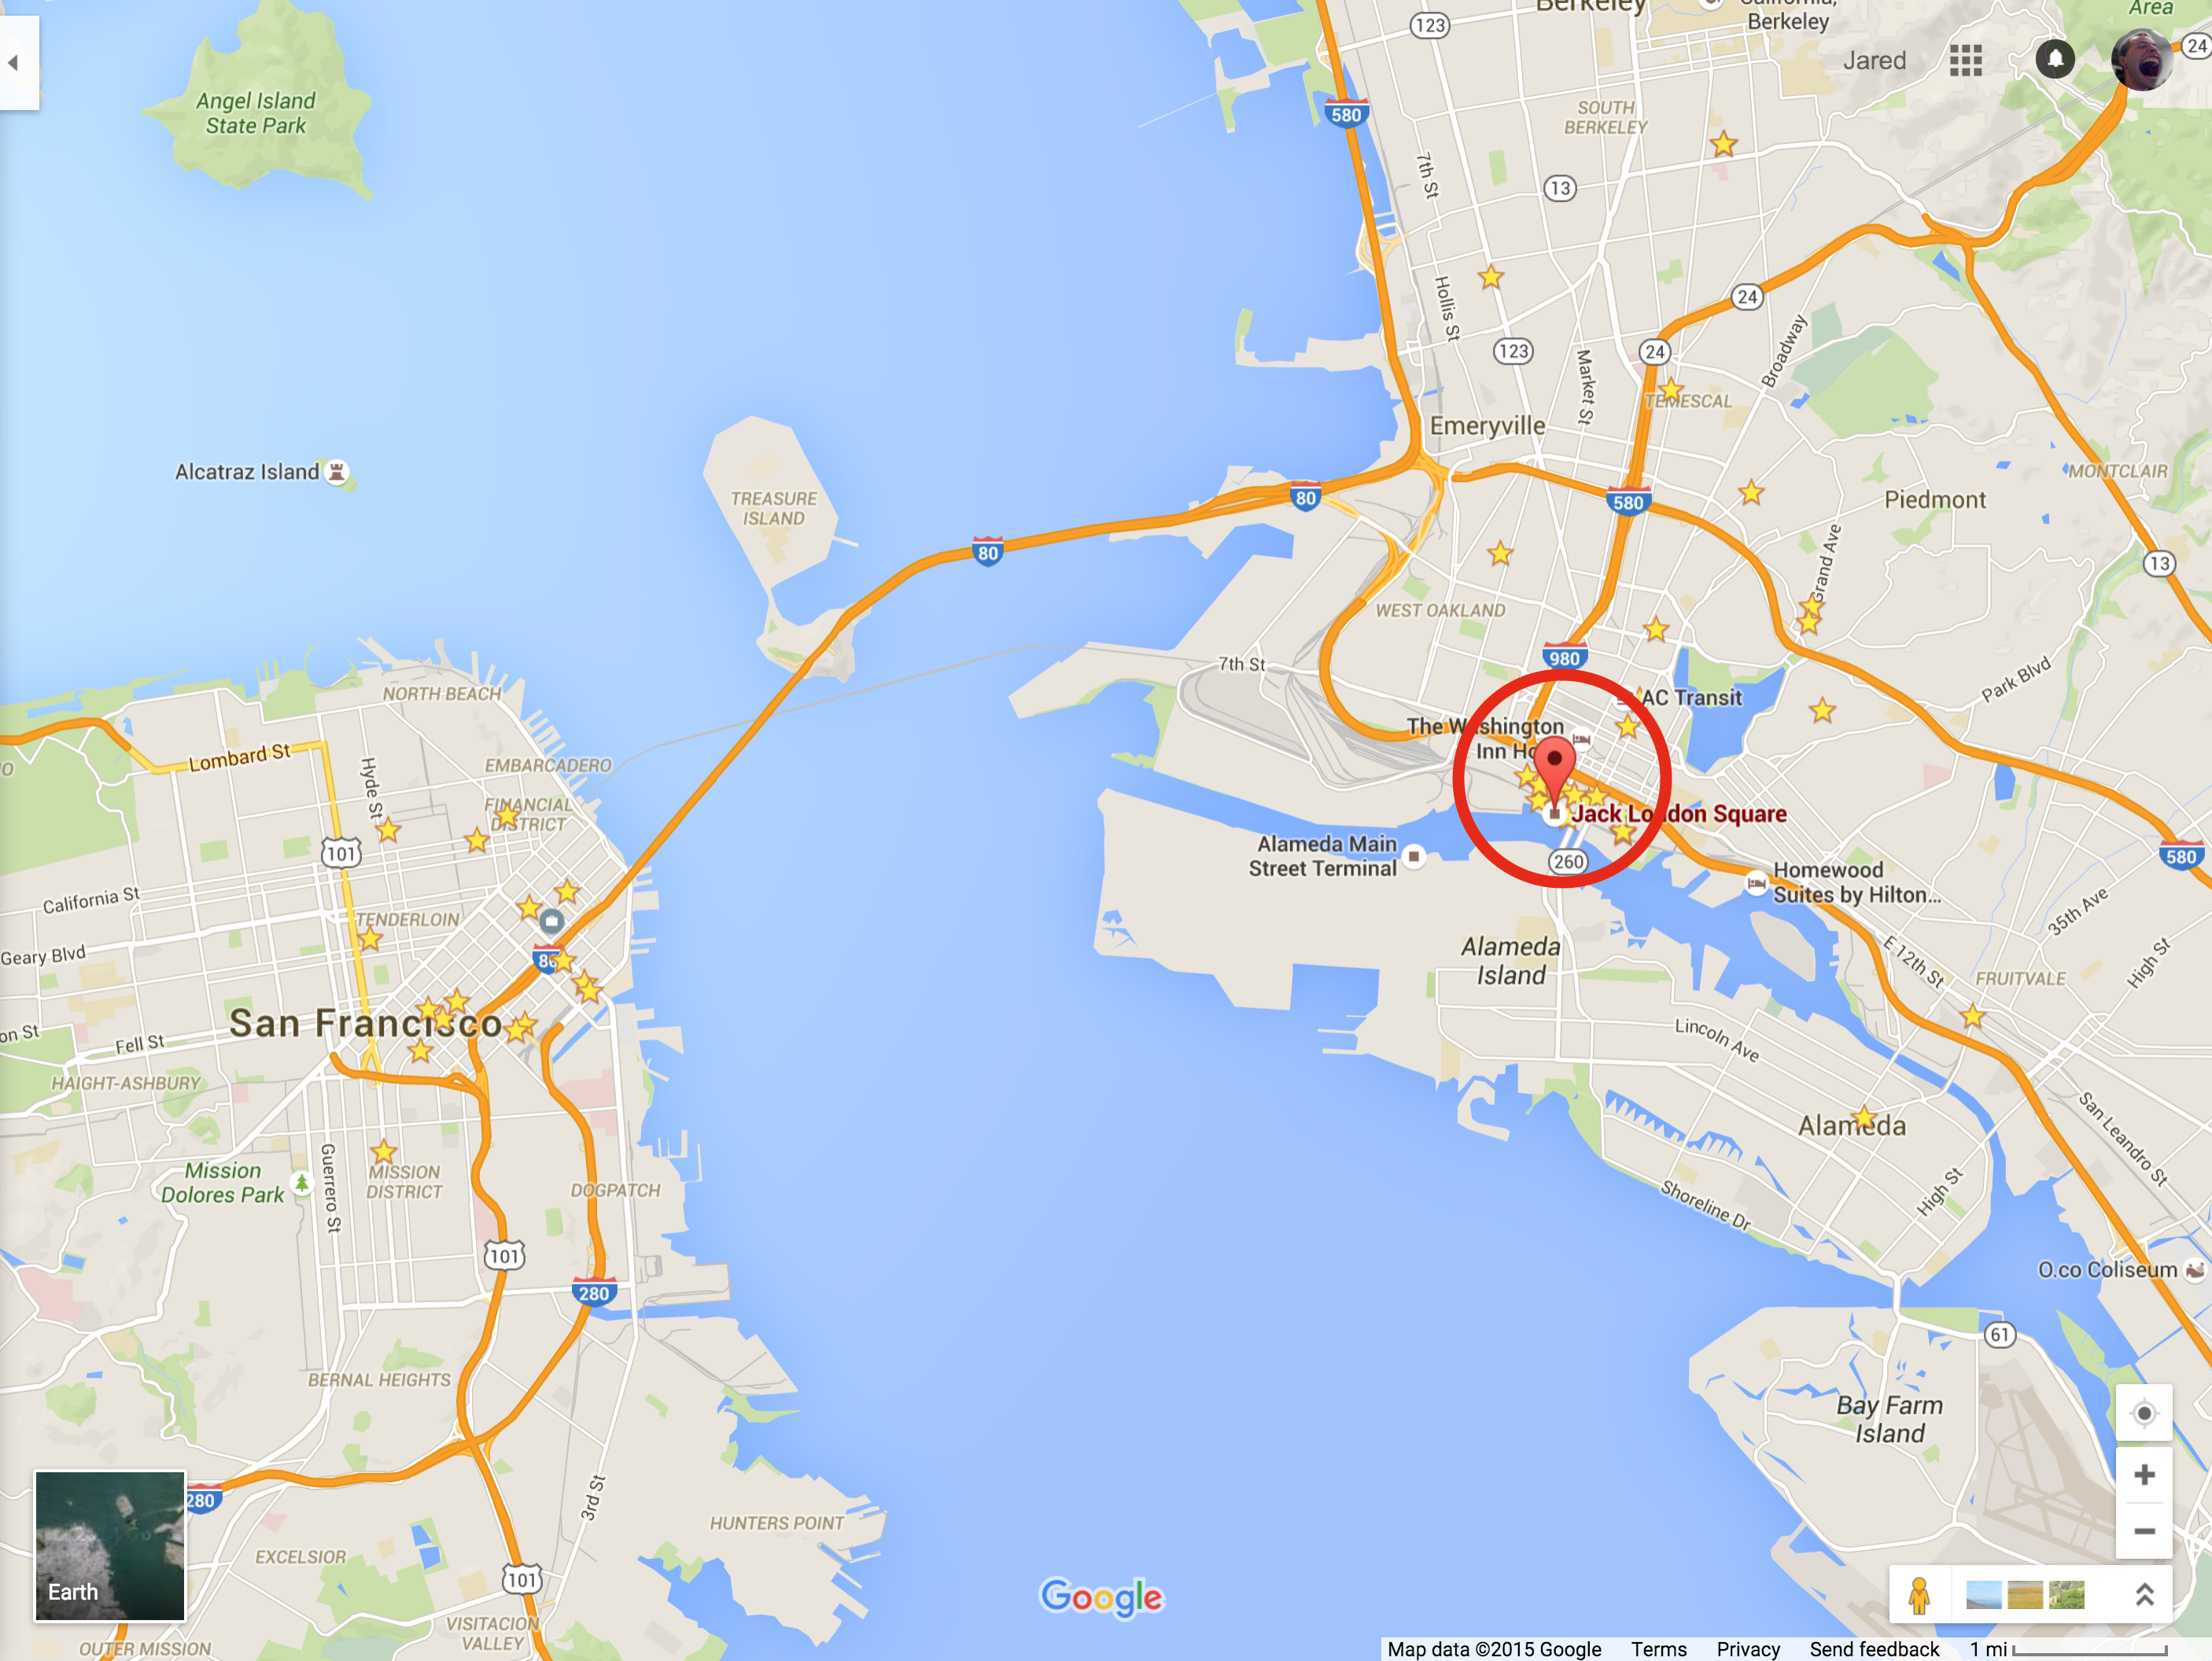 Berkeley
California,
Berkeley
Area
123
24
Jared
Angel Island
State Park
580
SOUTH
BERKELEY
7th St
13
24
Hollis St
123
24
Market St
Broadway
TEMESCAL
Emeryville
Alcatraz Island
MONTCLAIR
TREASURE
ISLAND
80
580
Piedmont
80
Grand Ave
13
WEST OAKLAND
7th St
980
Park Blvd
NORTH BEACH
AC Transit
The Washington
Inn Ho
Lombard St
Hyde St
EMBARCADERO
FINANCIAL
DISTRICT
Jack London Square
101
Alameda Main
Street Terminal
260
580
Homewood
Suites by Hilton...
California St
TENDERLOIN
35th Ave
Geary Blvd
80
Alameda
Island
E 12th St
High St
FRUITVALE
San Francisco
on St
Fell St
Lincoln Ave
HAIGHT-ASHBURY
San Leandro St
Alameda
Guerrero St
Mission
Dolores Park
MISSION
DISTRICT
DOGPATCH
High St
Shoreline Dr
101
O.co Coliseum
280
61
BERNAL HEIGHTS
Bay Farm
Island
280
3rd St
HUNTERS POINT
EXCELSIOR
101
Earth
Google
VISITACION
VALLEY
OUTER MISSION
Map data ©2015 Google Terms Privacy Send feedback 1 mi